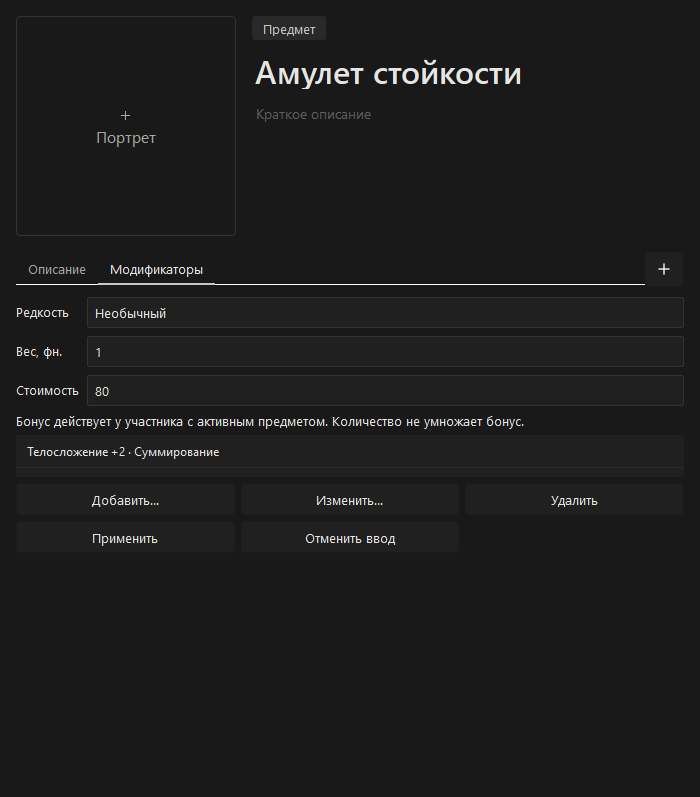 Предмет
Амулет стойкости
Краткое описание
+
Портрет
Описание Модификаторы +
Редкость Необычный
Вес, фн. 1
Стоимость 80
Бонус действует у участника с активным предметом. Количество не умножает бонус.
Телосложение +2 · Суммирование
Добавить... Изменить... Удалить
Применить Отменить ввод